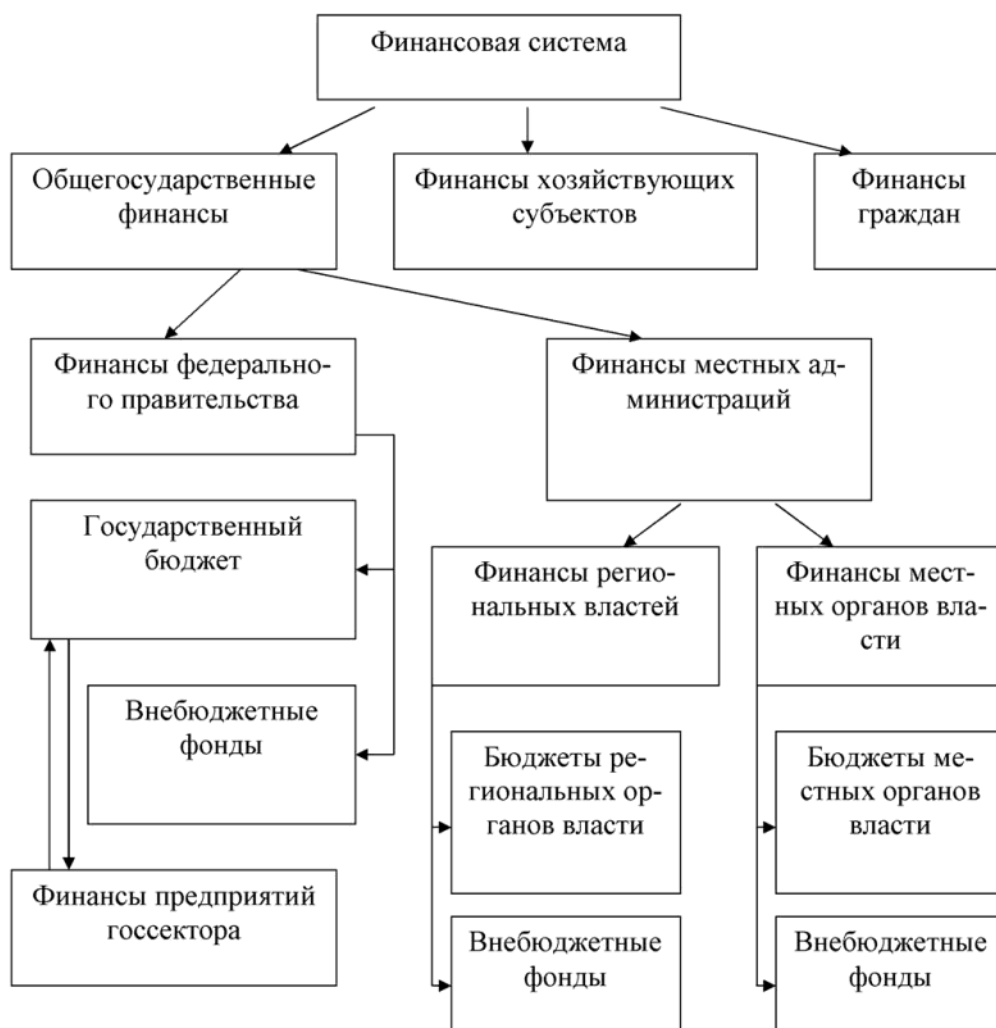 Финансовая система
Общегосударственные
финансы
Финансы хозяйствующих
субъектов
Финансы
граждан
Финансы федерально-
го правительства
Финансы местных ад-
министраций
Государственный
бюджет
Финансы регио-
нальных властей
Финансы мест-
ных органов вла-
сти
Внебюджетные
фонды
Бюджеты ре-
гиональных ор-
ганов власти
Бюджеты ме-
стных органов
власти
Финансы предприятий
госсектора
Внебюджетные
фонды
Внебюджетные
фонды